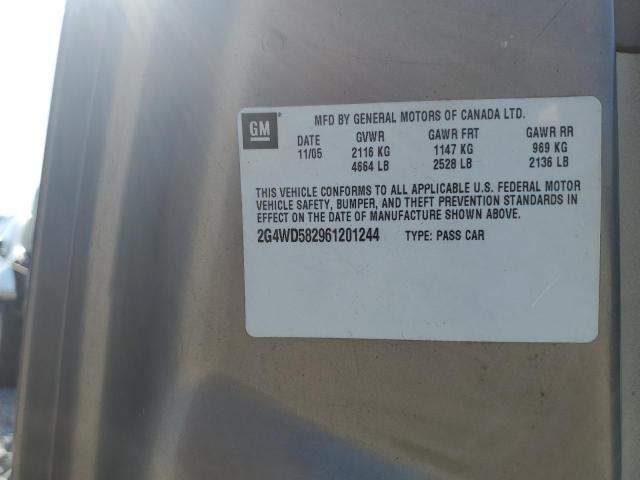 GM
MFD BY GENERAL MOTORS OF CANADA LTD.
DATE GVWR GAWR FRT GAWR RR
11/05 2116 KG 1147 KG 969 KG
4664 LB 2528 LB 2136 LB
THIS VEHICLE CONFORMS TO ALL APPLICABLE U.S. FEDERAL MOTOR
VEHICLE SAFETY, BUMPER, AND THEFT PREVENTION STANDARDS IN
EFFECT ON THE DATE OF MANUFACTURE SHOWN ABOVE.
2G4WD582961201244 TYPE: PASS CAR